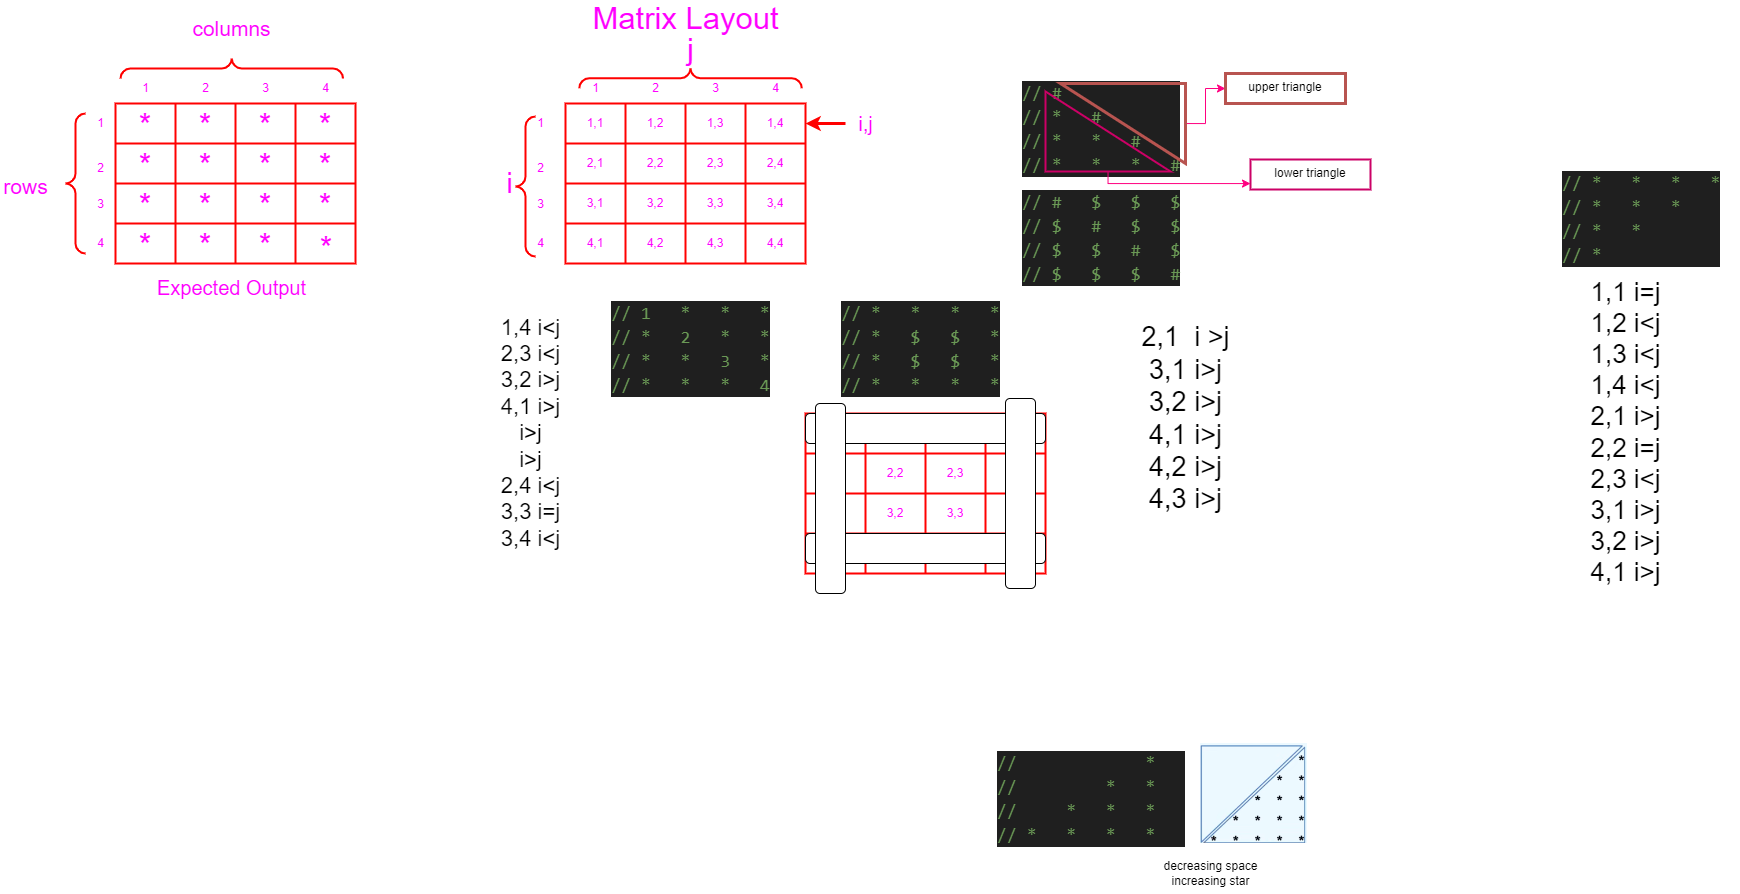 columns
1 2 3 4
rows
1 * * * *
2 * * * *
3 * * * *
4 * * * *
Expected Output
Matrix Layout
j
1 2 3 4
i
1 1,1 1,2 1,3 1,4
2 2,1 2,2 2,3 2,4
3 3,1 3,2 3,3 3,4
4 4,1 4,2 4,3 4,4
i,j
// #
// * #
// * * #
// * * * #
upper triangle
lower triangle
// # $ $ $
// $ # $ $
// $ $ # $
// $ $ $ #
// * * * *
// * * *
// * *
// *
1,4 i<j
2,3 i<j
3,2 i>j
4,1 i>j
i>j
i>j
2,4 i<j
3,3 i=j
3,4 i<j
// 1 * * *
// * 2 * *
// * * 3 *
// * * * 4
// * * * *
// * $ $ *
// * $ $ *
// * * * *
2,2 2,3
3,2 3,3
2,1 i >j
3,1 i>j
3,2 i>j
4,1 i>j
4,2 i>j
4,3 i>j
1,1 i=j
1,2 i<j
1,3 i<j
1,4 i<j
2,1 i>j
2,2 i=j
2,3 i<j
3,1 i>j
3,2 i>j
4,1 i>j
// *
// * *
// * * *
// * * * *
*
* *
* * *
* * * *
* * * * *
decreasing space
increasing star